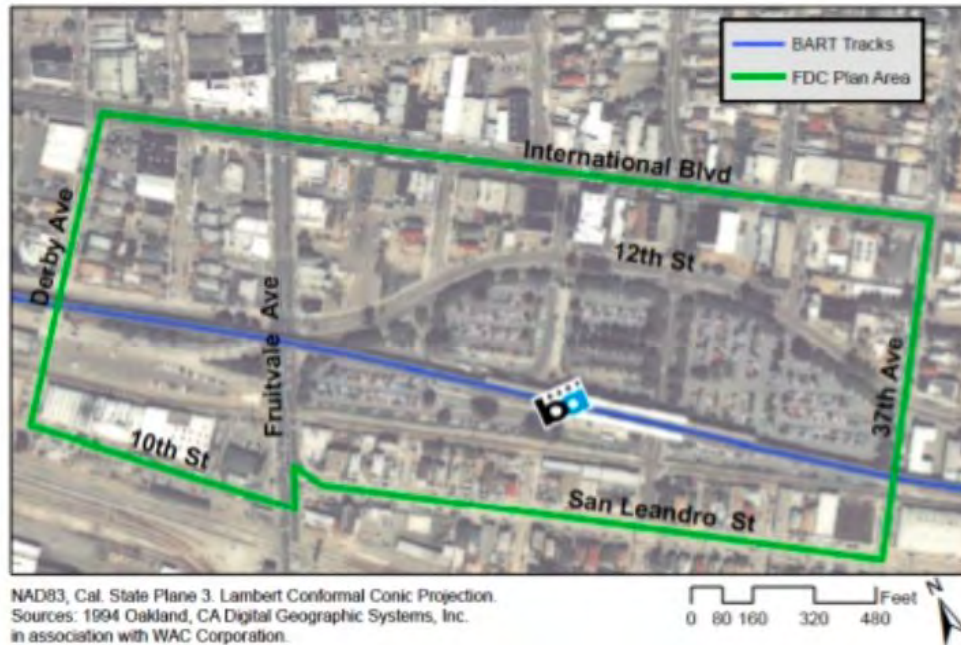 BART Tracks
FDC Plan Area
International Blvd
Derby Ave
12th St
Fruitvale Ave
37th Ave
10th St
San Leandro St
NAD83, Cal. State Plane 3. Lambert Conformal Conic Projection.
Sources: 1994 Oakland, CA Digital Geographic Systems, Inc.
in association with WAC Corporation.
Feet
0 80 160 320 480
N